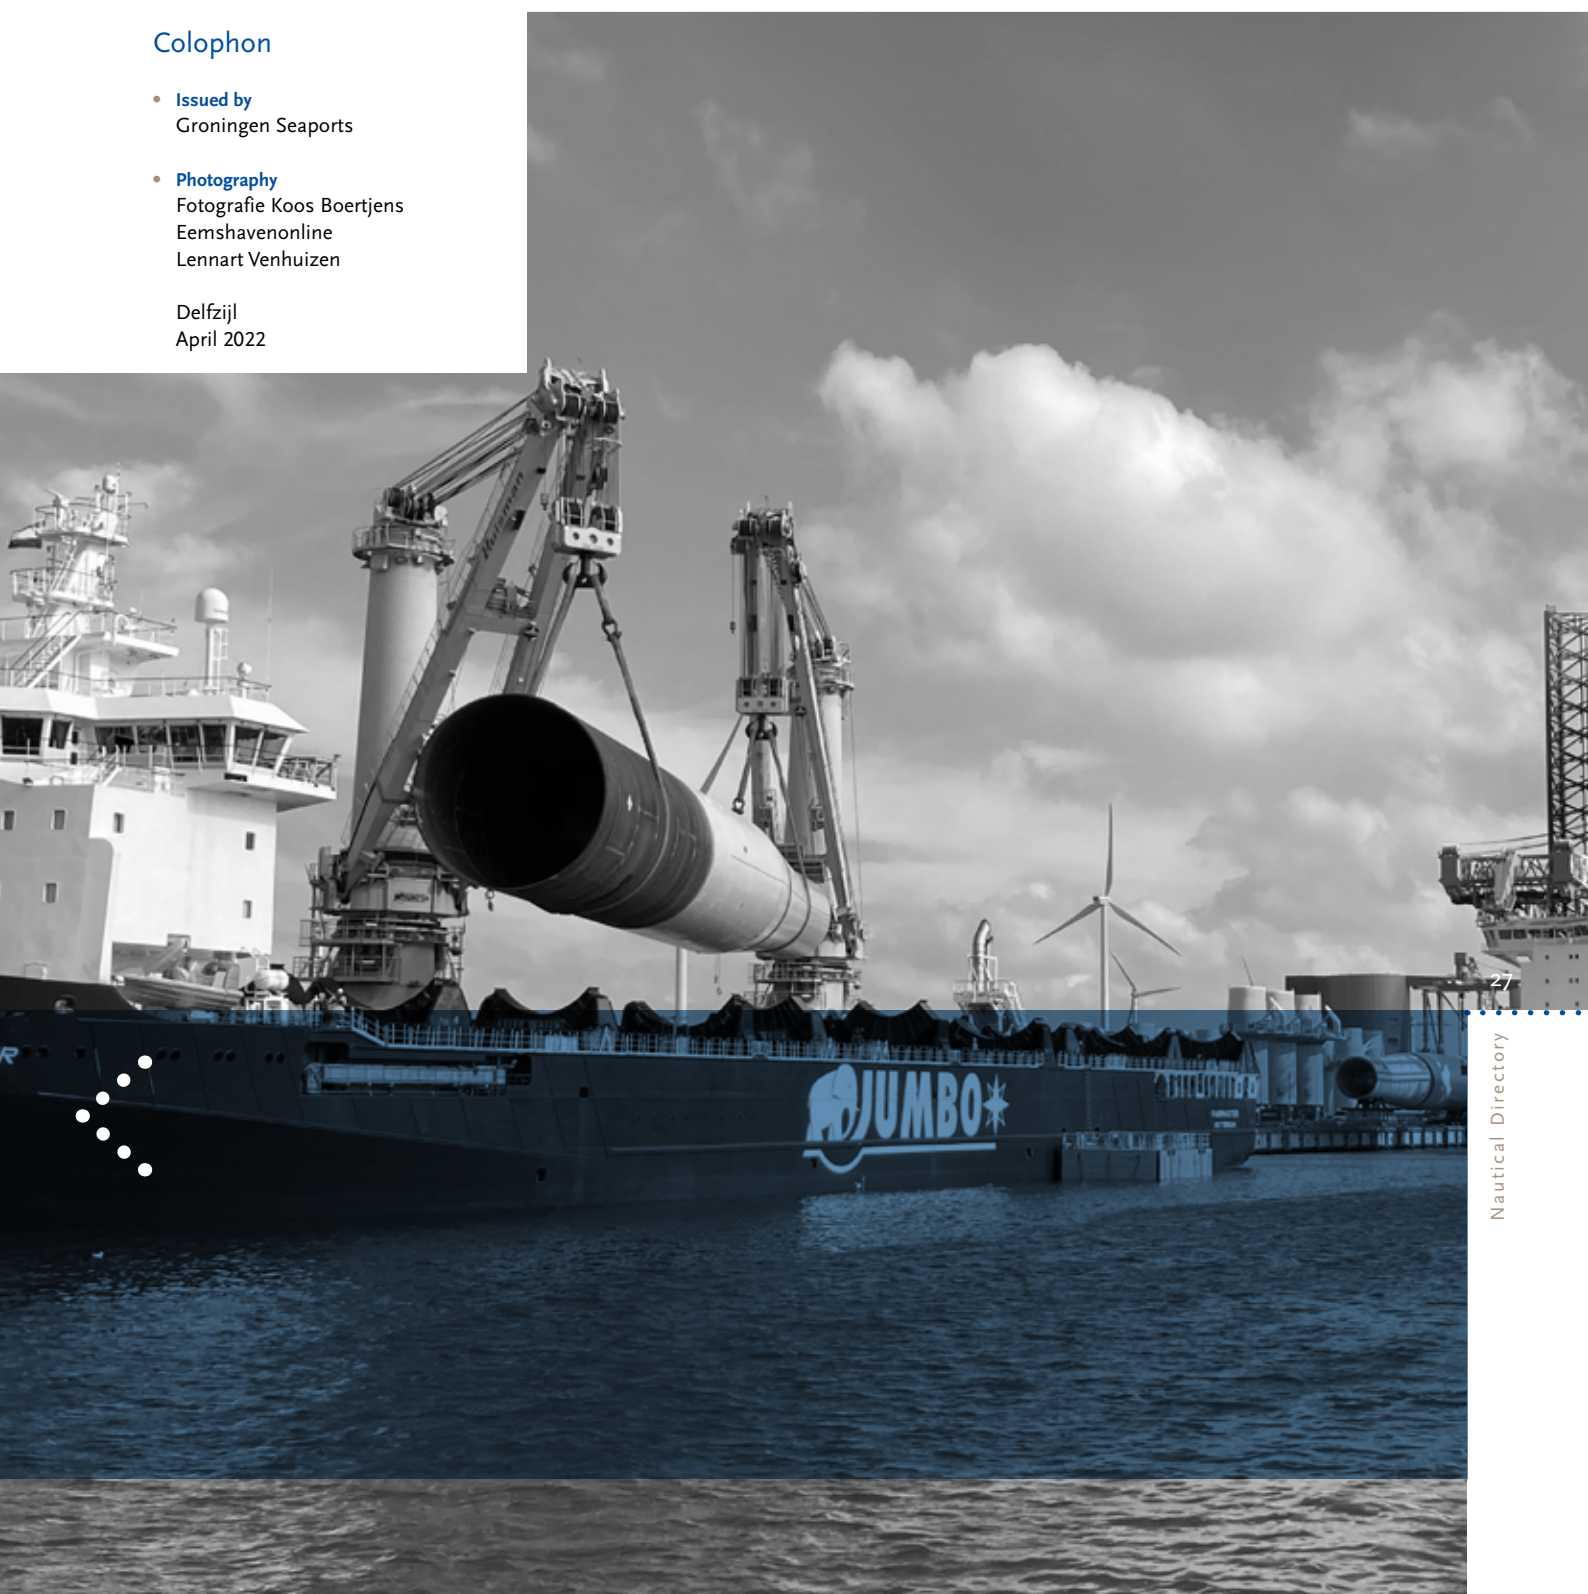 Colophon
Issued by
Groningen Seaports
Photography
Fotografie Koos Boertjens
Eemshavenonline
Lennart Venhuizen
Delfzijl
April 2022
Huisman
JUMBO
27
Nautical Directory